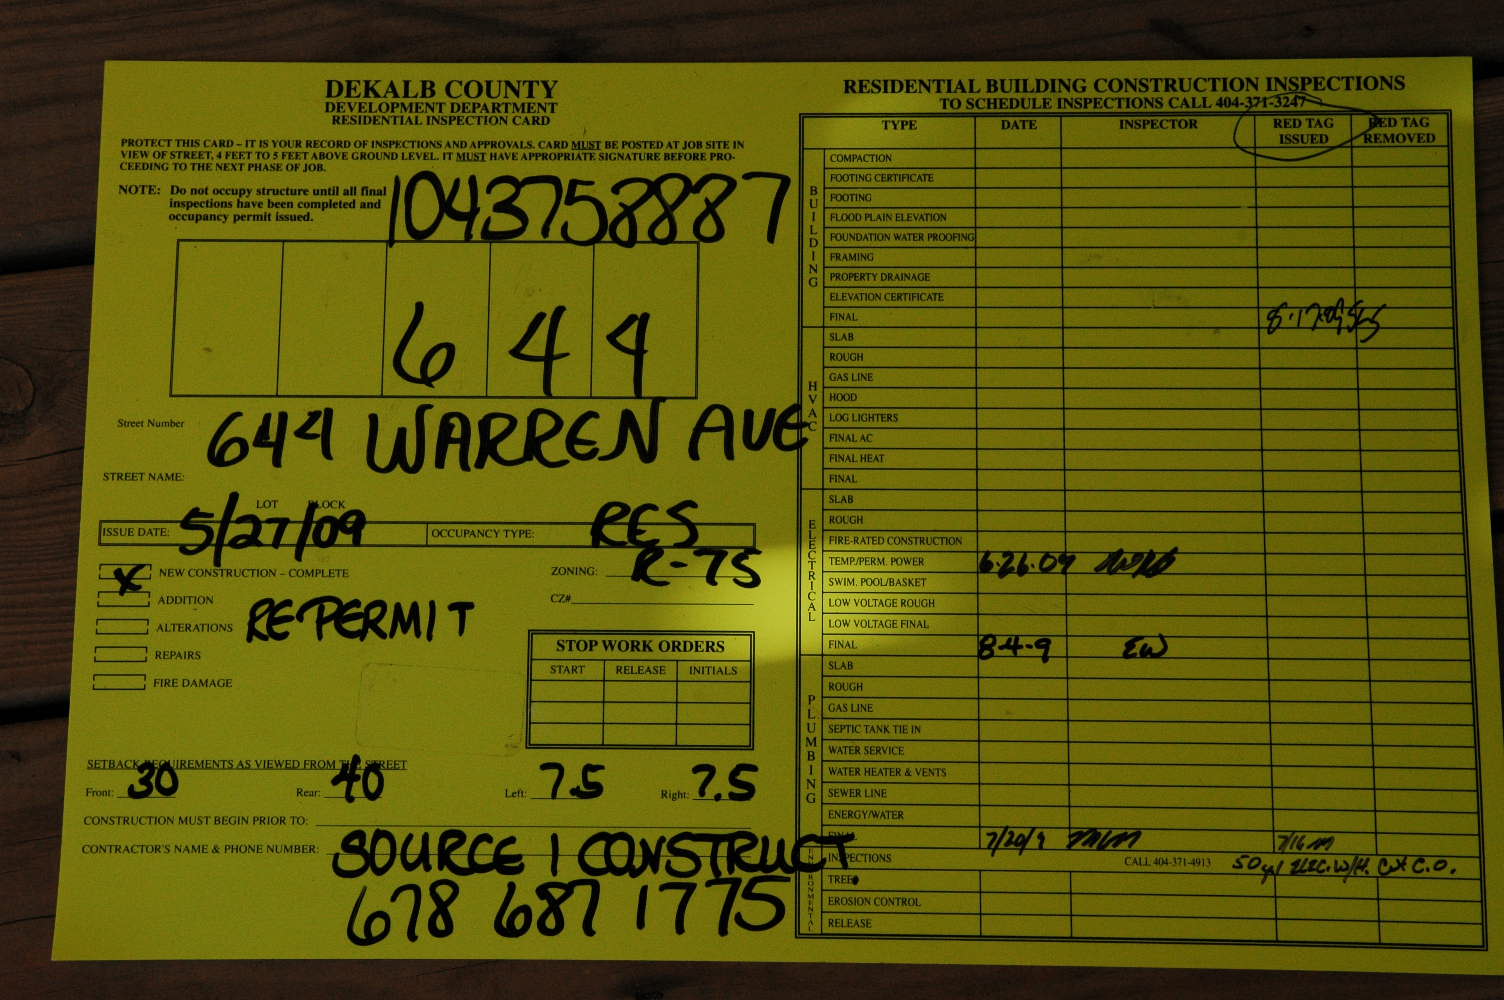 DEKALB COUNTY
DEVELOPMENT DEPARTMENT
RESIDENTIAL INSPECTION CARD
PROTECT THIS CARD – IT IS YOUR RECORD OF INSPECTIONS AND APPROVALS. CARD MUST BE POSTED AT JOB SITE IN
VIEW OF STREET, 4 FEET TO 5 FEET ABOVE GROUND LEVEL. IT MUST HAVE APPROPRIATE SIGNATURE BEFORE PRO-
CEEDING TO THE NEXT PHASE OF JOB.
NOTE: Do not occupy structure until all final
inspections have been completed and
occupancy permit issued.
1043758887
6 4 4
Street Number
644 WARREN AVE
STREET NAME:
LOT BLOCK
ISSUE DATE: 5/27/09 OCCUPANCY TYPE: RES
X NEW CONSTRUCTION – COMPLETE
ZONING: R-75
ADDITION
CZ#
ALTERATIONS
REPERMIT
REPAIRS
FIRE DAMAGE
STOP WORK ORDERS
START RELEASE INITIALS
SETBACK REQUIREMENTS AS VIEWED FROM THE STREET
Front: 30 Rear: 40 Left: 7.5 Right: 7.5
CONSTRUCTION MUST BEGIN PRIOR TO:
CONTRACTOR'S NAME & PHONE NUMBER: SOURCE 1 CONSTRUCT
678 687 1775
RESIDENTIAL BUILDING CONSTRUCTION INSPECTIONS
TO SCHEDULE INSPECTIONS CALL 404-371-3247
TYPE DATE INSPECTOR RED TAG ISSUED RED TAG REMOVED
BUILDING
COMPACTION
FOOTING CERTIFICATE
FOOTING
FLOOD PLAIN ELEVATION
FOUNDATION WATER PROOFING
FRAMING
PROPERTY DRAINAGE
ELEVATION CERTIFICATE
FINAL 8·17·09
HVAC
SLAB
ROUGH
GAS LINE
HOOD
LOG LIGHTERS
FINAL AC
FINAL HEAT
FINAL
ELECTRICAL
SLAB
ROUGH
FIRE-RATED CONSTRUCTION
TEMP/PERM. POWER 6·26·09
SWIM. POOL/BASKET
LOW VOLTAGE ROUGH
LOW VOLTAGE FINAL
FINAL 8-4-9 EW
PLUMBING
SLAB
ROUGH
GAS LINE
SEPTIC TANK TIE IN
WATER SERVICE
WATER HEATER & VENTS
SEWER LINE
ENERGY/WATER
FINAL 7/20/9 7/16
ENVIRONMENTAL
INSPECTIONS CALL 404-371-4913 50 W/H. C.O.
TREE
EROSION CONTROL
RELEASE